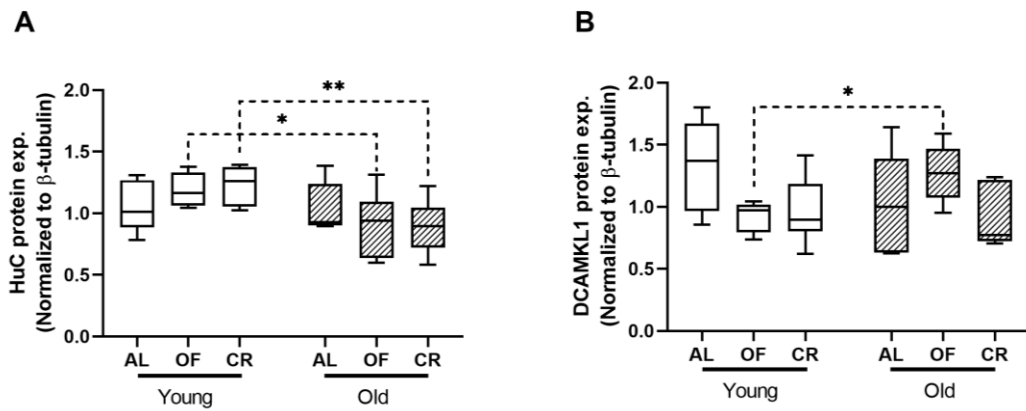 A
HuC protein exp.
(Normalized to β-tubulin)
2.0
1.5
1.0
0.5
0.0
**
*
AL OF CR AL OF CR
Young Old
B
DCAMKL1 protein exp.
(Normalized to β-tubulin)
2.0
1.5
1.0
0.5
0.0
*
AL OF CR AL OF CR
Young Old